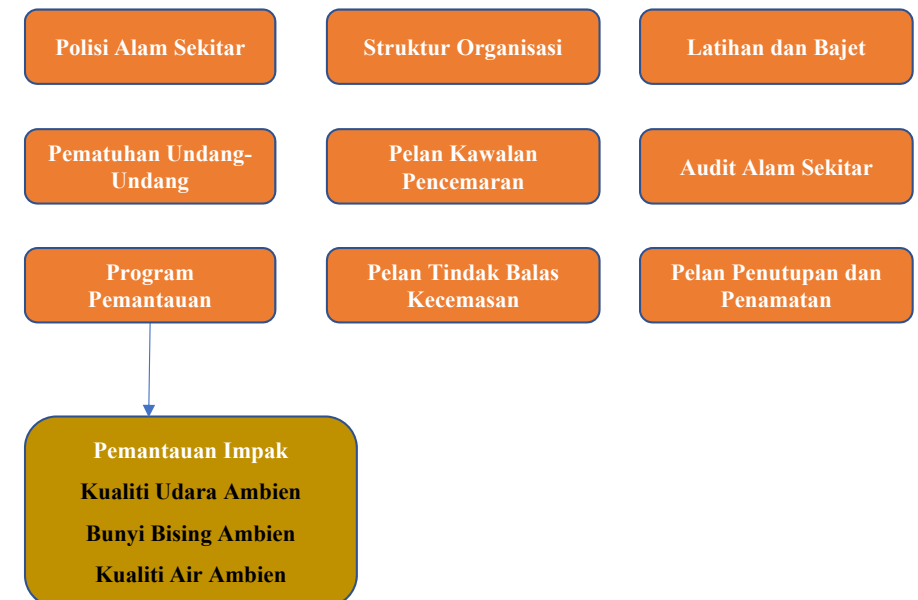 Polisi Alam Sekitar
Struktur Organisasi
Latihan dan Bajet
Pematuhan Undang-
Undang
Pelan Kawalan
Pencemaran
Audit Alam Sekitar
Program
Pemantauan
Pelan Tindak Balas
Kecemasan
Pelan Penutupan dan
Penamatan
Pemantauan Impak
Kualiti Udara Ambien
Bunyi Bising Ambien
Kualiti Air Ambien